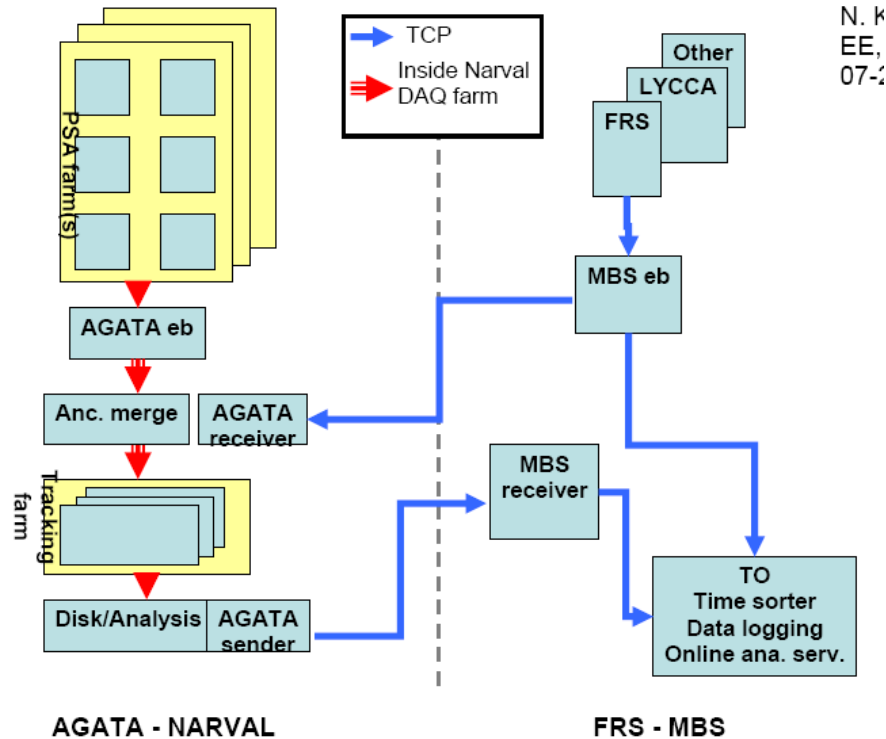 N. K
EE,
07-2
TCP
Inside Narval
DAQ farm
Other
LYCCA
FRS
PSA farm(s)
MBS eb
AGATA eb
Anc. merge
AGATA
receiver
MBS
receiver
Tracking
farm
Disk/Analysis
AGATA
sender
TO
Time sorter
Data logging
Online ana. serv.
AGATA - NARVAL
FRS - MBS